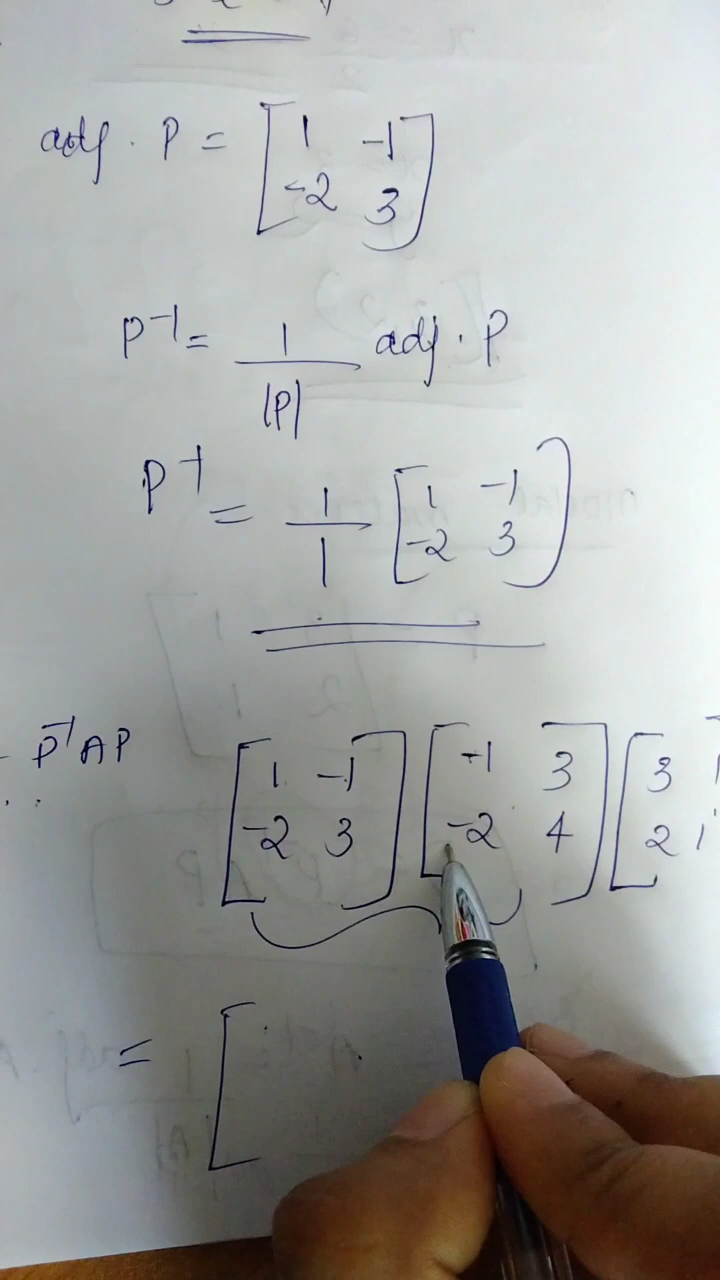 adj . P = [ 1 -1
-2 3 ]
P⁻¹ = 1 / |P| adj . P
P⁻¹ = 1/1 [ 1 -1
-2 3 ]
P⁻¹AP [ 1 -1 [ -1 3 [ 3 1
-2 3 ] -2 4 ] 2 1
= [